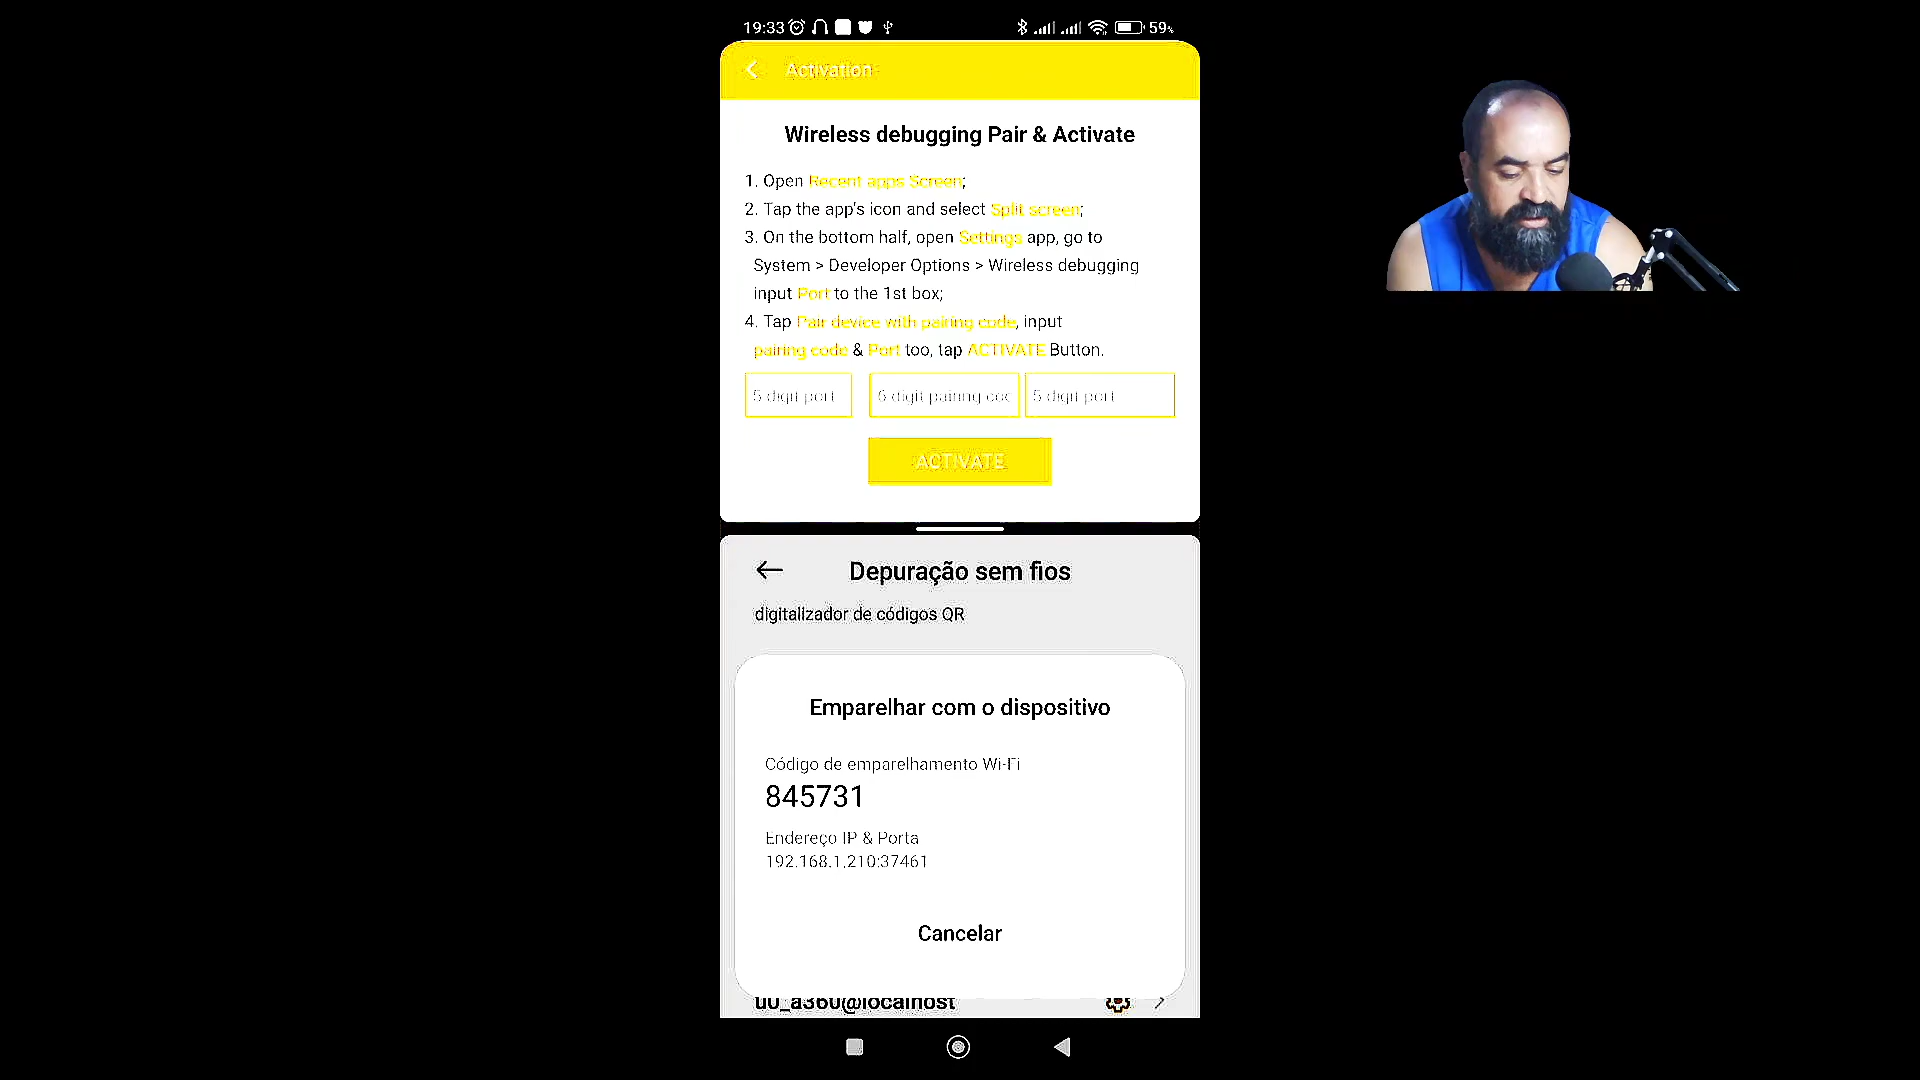 19:33
59%
Activation
Wireless debugging Pair & Activate
1. Open Recent apps Screen;
2. Tap the app's icon and select Split screen;
3. On the bottom half, open Settings app, go to
System > Developer Options > Wireless debugging
input Port to the 1st box;
4. Tap Pair device with pairing code, input
pairing code & Port too, tap ACTIVATE Button.
5 digit port
6 digit pairing coc
5 digit port
ACTIVATE
Depuração sem fios
digitalizador de códigos QR
Emparelhar com o dispositivo
Código de emparelhamento Wi-Fi
845731
Endereço IP & Porta
192.168.1.210:37461
Cancelar
u0_a360@localhost